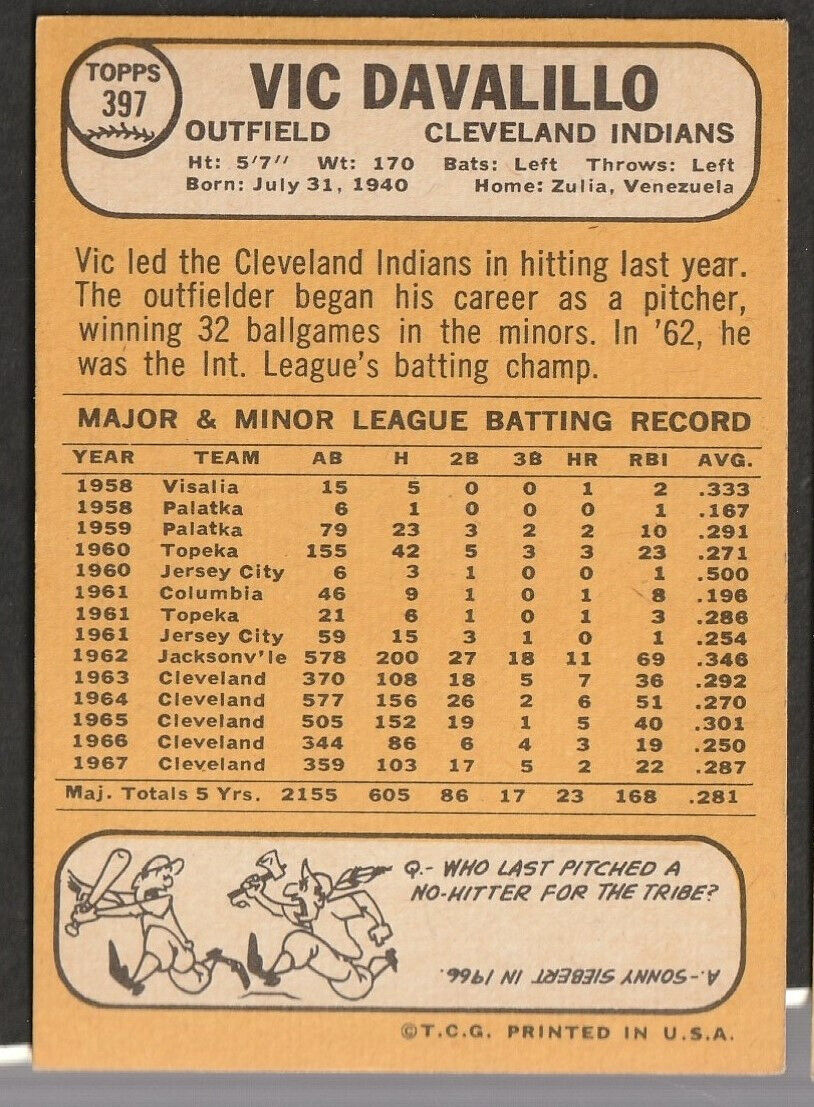 TOPPS
397
VIC DAVALILLO
OUTFIELD CLEVELAND INDIANS
Ht: 5'7" Wt: 170 Bats: Left Throws: Left
Born: July 31, 1940 Home: Zulia, Venezuela
Vic led the Cleveland Indians in hitting last year.
The outfielder began his career as a pitcher,
winning 32 ballgames in the minors. In '62, he
was the Int. League's batting champ.
MAJOR & MINOR LEAGUE BATTING RECORD
YEAR TEAM AB H 2B 3B HR RBI AVG.
1958 Visalia 15 5 0 0 1 2 .333
1958 Palatka 6 1 0 0 0 1 .167
1959 Palatka 79 23 3 2 2 10 .291
1960 Topeka 155 42 5 3 3 23 .271
1960 Jersey City 6 3 1 0 0 1 .500
1961 Columbia 46 9 1 0 1 8 .196
1961 Topeka 21 6 1 0 1 3 .286
1961 Jersey City 59 15 3 1 0 1 .254
1962 Jacksonv'le 578 200 27 18 11 69 .346
1963 Cleveland 370 108 18 5 7 36 .292
1964 Cleveland 577 156 26 2 6 51 .270
1965 Cleveland 505 152 19 1 5 40 .301
1966 Cleveland 344 86 6 4 3 19 .250
1967 Cleveland 359 103 17 5 2 22 .287
Maj. Totals 5 Yrs. 2155 605 86 17 23 168 .281
Q.- WHO LAST PITCHED A
NO-HITTER FOR THE TRIBE?
A.-SONNY SIEBERT IN 1966.
©T.C.G. PRINTED IN U.S.A.